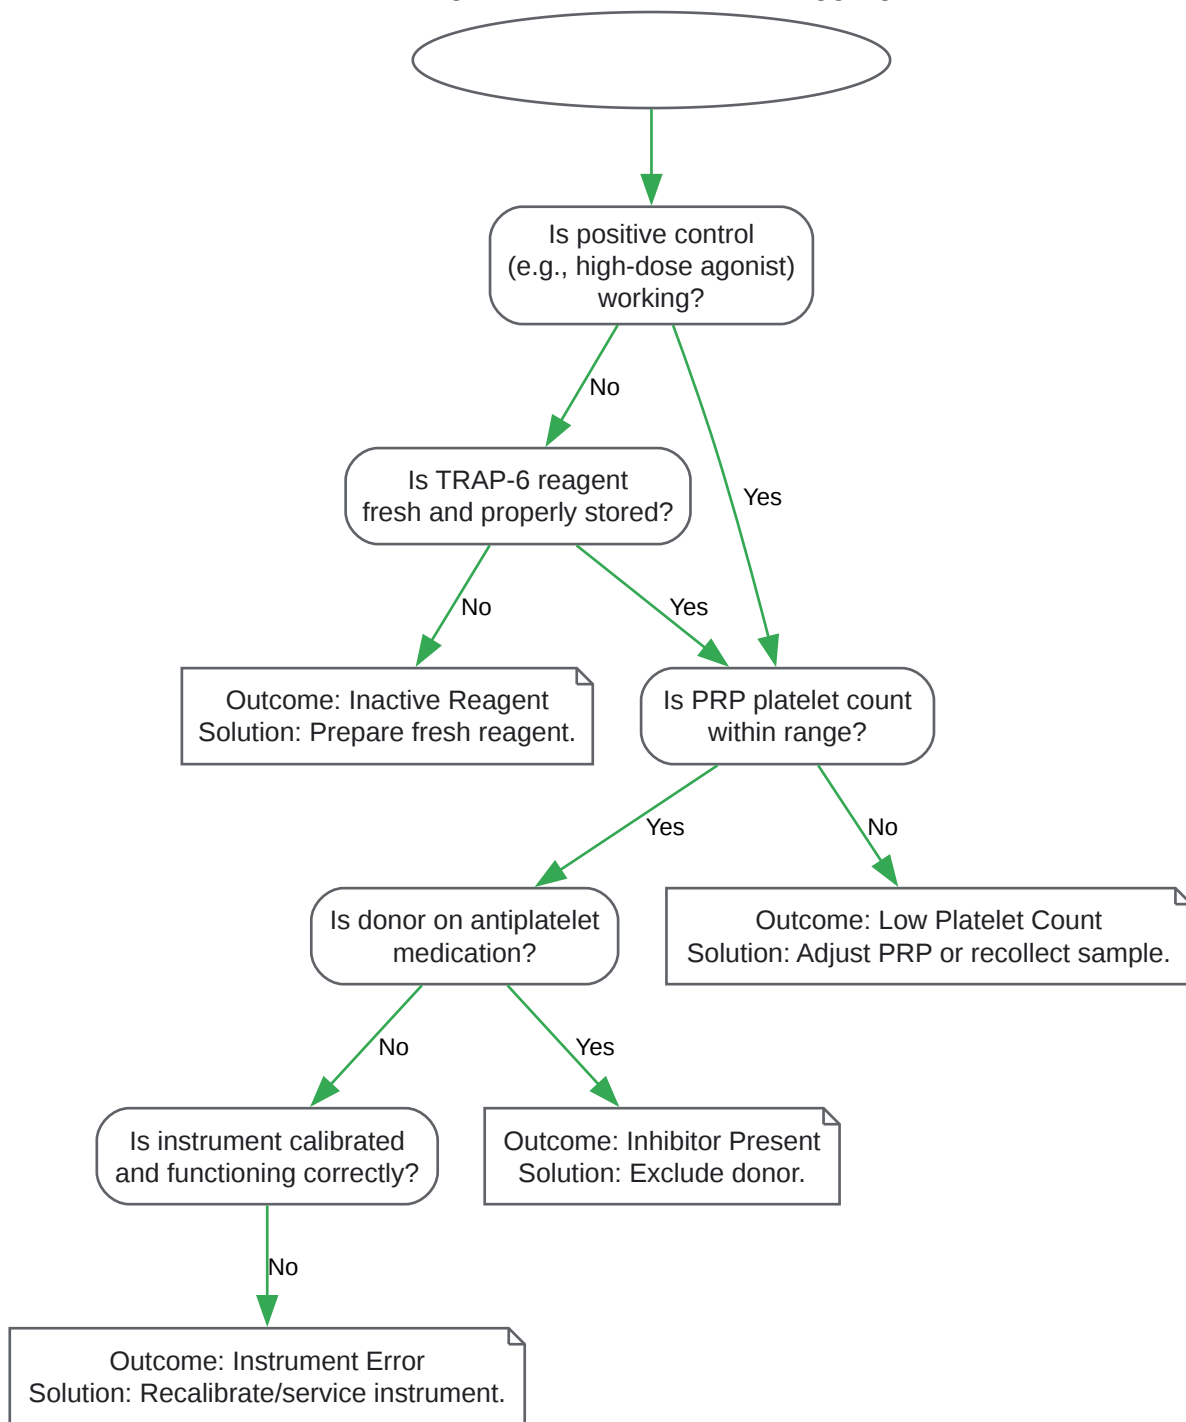 Is positive control
(e.g., high-dose agonist)
working?
No
Yes
Is TRAP-6 reagent
fresh and properly stored?
No
Yes
Outcome: Inactive Reagent
Solution: Prepare fresh reagent.
Is PRP platelet count
within range?
Yes
No
Is donor on antiplatelet
medication?
Outcome: Low Platelet Count
Solution: Adjust PRP or recollect sample.
No
Yes
Is instrument calibrated
and functioning correctly?
Outcome: Inhibitor Present
Solution: Exclude donor.
No
Outcome: Instrument Error
Solution: Recalibrate/service instrument.